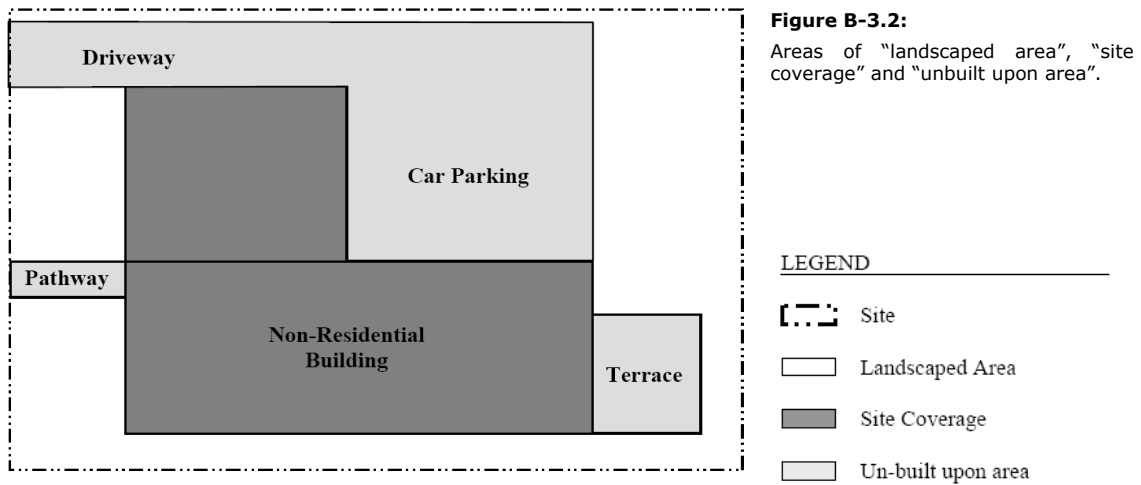 Driveway
Car Parking
Pathway
Non-Residential
Building
Terrace
Figure B-3.2:
Areas of “landscaped area”, “site
coverage” and “unbuilt upon area”.
LEGEND
Site
Landscaped Area
Site Coverage
Un-built upon area